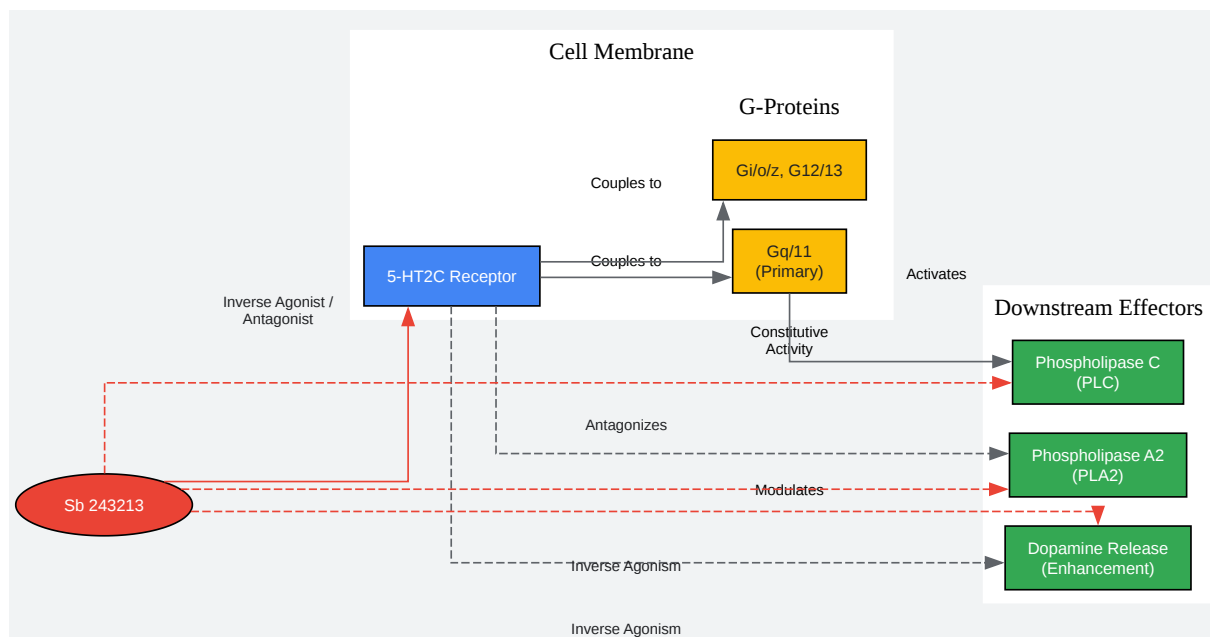 Cell Membrane
G-Proteins
Gi/o/z, G12/13
Couples to
Gq/11
(Primary)
Couples to
5-HT2C Receptor
Activates
Inverse Agonist /
Antagonist
Downstream Effectors
Constitutive
Activity
Phospholipase C
(PLC)
Antagonizes
Phospholipase A2
(PLA2)
Modulates
Sb 243213
Dopamine Release
(Enhancement)
Inverse Agonism
Inverse Agonism